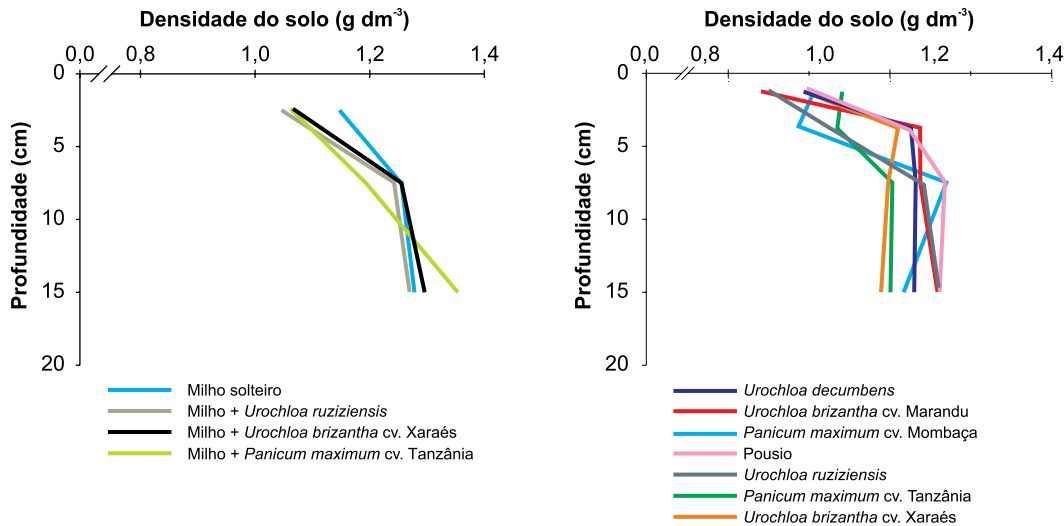 Densidade do solo (g dm⁻³)
0,0 0,8 1,0 1,2 1,4
0
5
10
15
20
Profundidade (cm)
Milho solteiro
Milho + Urochloa ruziziensis
Milho + Urochloa brizantha cv. Xaraés
Milho + Panicum maximum cv. Tanzânia
Densidade do solo (g dm⁻³)
0,0 0,8 1,0 1,2 1,4
0
5
10
15
20
Profundidade (cm)
Urochloa decumbens
Urochloa brizantha cv. Marandu
Panicum maximum cv. Mombaça
Pousio
Urochloa ruziziensis
Panicum maximum cv. Tanzânia
Urochloa brizantha cv. Xaraés